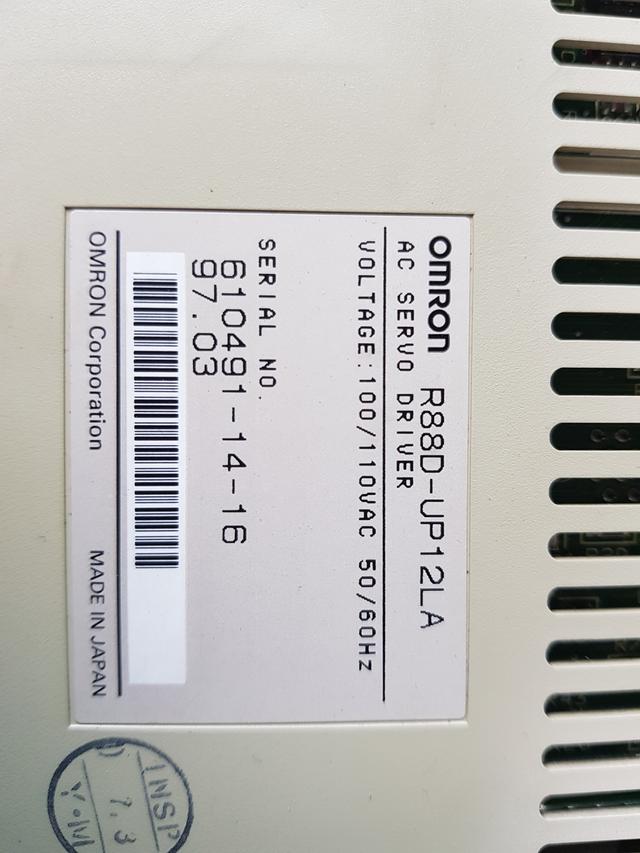 OMRON R88D-UP12LA
AC SERVO DRIVER
VOLTAGE:100/110VAC 50/60Hz
SERIAL NO.
610491-14-16
97.03
OMRON Corporation MADE IN JAPAN
INSP
7.3